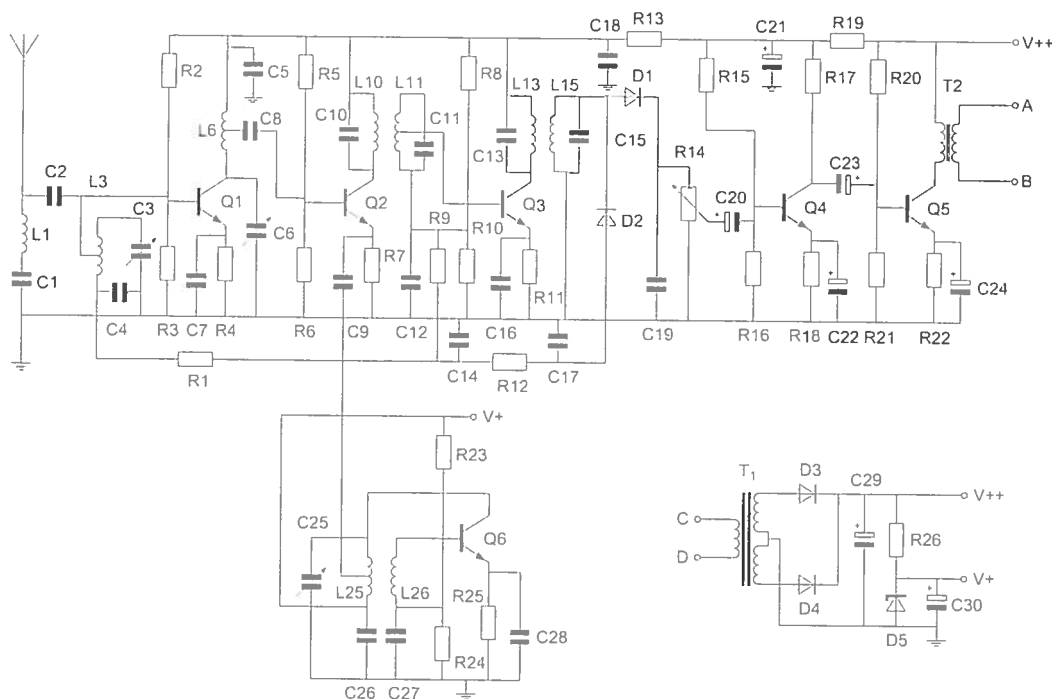 C18 R13 C21 R19
V++
R2 C5 R5 L10 L11 R8 L13 L15 D1 R15 R17 R20 T2
C8 C10 C11 C13 C15 A
L6
C2 L3 R14 C23 B
C3 Q1 Q2 Q3 C20 Q4 Q5
L1 C6 R7 R9 R10 D2
C1 R11 C24
C4 R3 C7 R4 R6 C9 C12 C16 C19 R16 R18 C22 R21 R22
R1 C14 R12 C17
V+
R23
T1 D3 C29
V++
C25 Q6 C
R26
D
L25 L26 R25 D4 V+
C30
C28 D5
R24
C26 C27